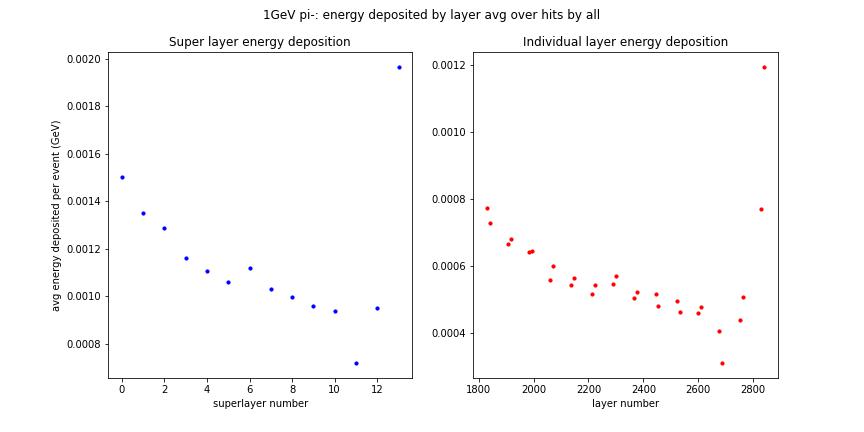 1GeV pi-: energy deposited by layer avg over hits by all
Super layer energy deposition
avg energy deposited per event (GeV)
0.0020
0.0018
0.0016
0.0014
0.0012
0.0010
0.0008
0 2 4 6 8 10 12
superlayer number
Individual layer energy deposition
0.0012
0.0010
0.0008
0.0006
0.0004
1800 2000 2200 2400 2600 2800
layer number